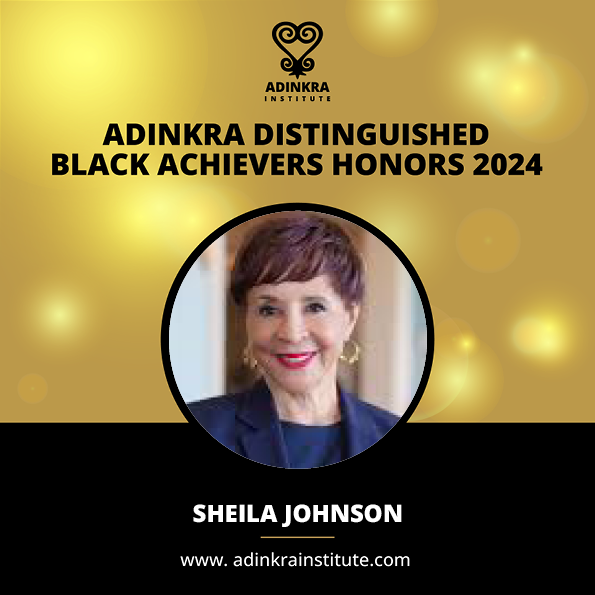 ADINKRA
INSTITUTE
ADINKRA DISTINGUISHED
BLACK ACHIEVERS HONORS 2024
SHEILA JOHNSON
www. adinkrainstitute.com